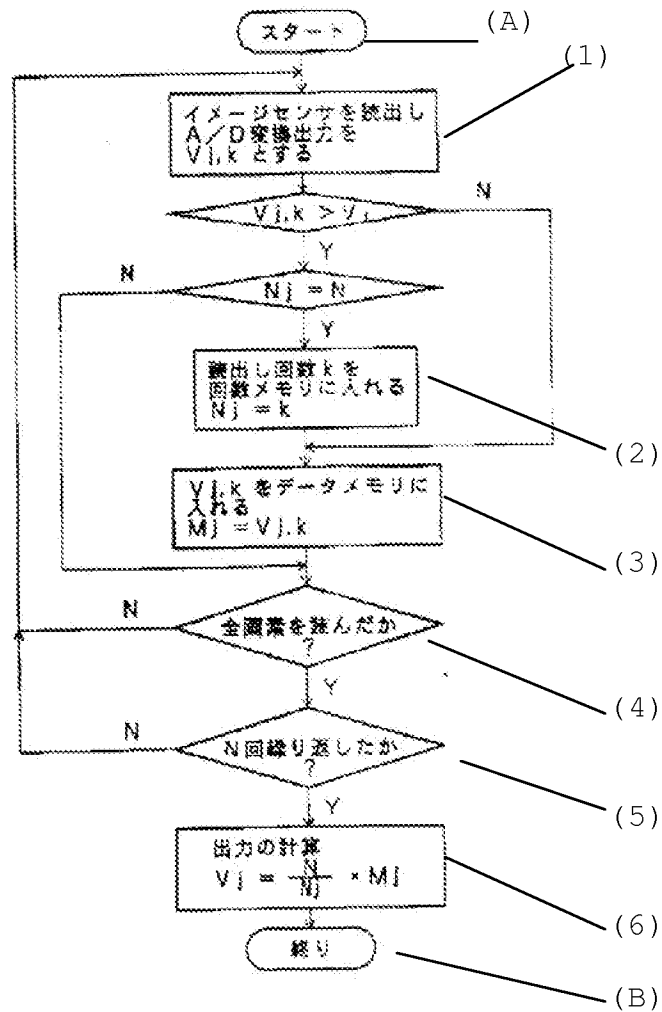 スタート
(A)
(1)
イメージセンサを読出し
A/D変換出力を
Vj,kとする
Vj,k > V
N
Y
N
Nj = N
Y
読出し回数kを
回数メモリに入れる
Nj = k
(2)
Vj,kをデータメモリに
入れる
Mj = Vj,k
(3)
N
全画素を読んだか
?
(4)
Y
N
N回繰り返したか
?
(5)
Y
出力の計算
Vj = N/Nj × Mj
(6)
終り
(B)